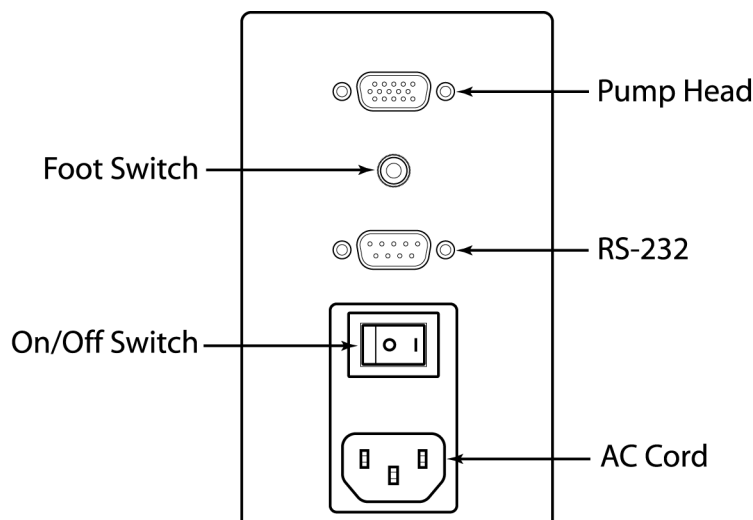 Pump Head
Foot Switch
RS-232
On/Off Switch
AC Cord